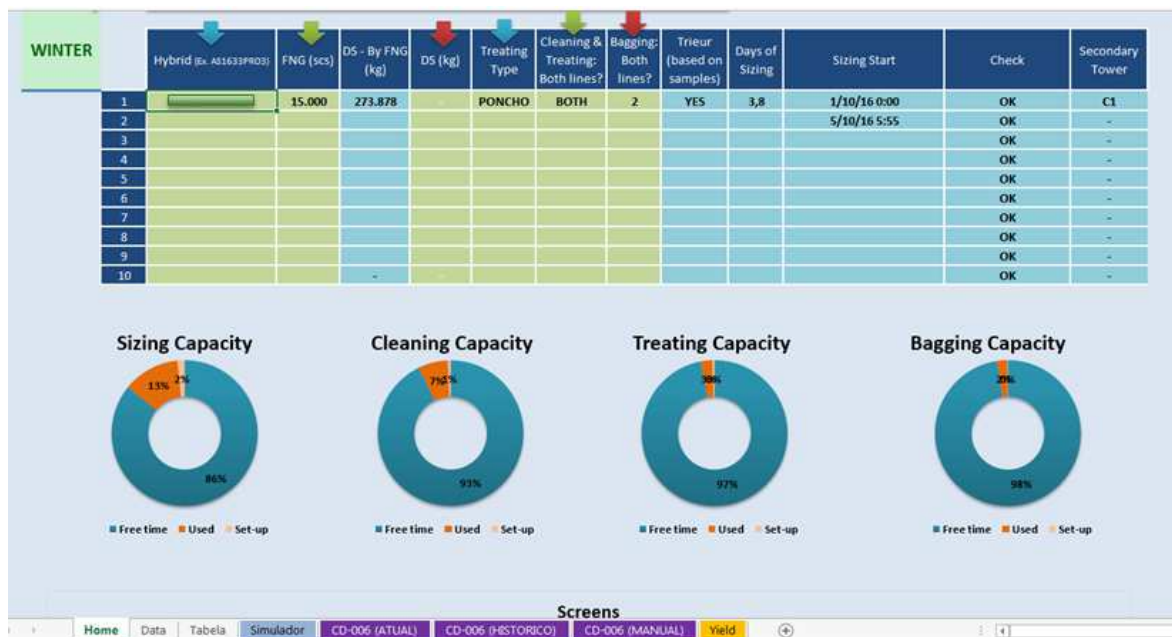 WINTER
Hybrid (Ex. AS1633PRO3) FNG (scs) DS - By FNG (kg) DS (kg) Treating Type Cleaning & Treating: Both lines? Bagging: Both lines? Trieur (based on samples) Days of Sizing Sizing Start Check Secondary Tower
1 15.000 273.878 - PONCHO BOTH 2 YES 3,8 1/10/16 0:00 OK C1
2 5/10/16 5:55 OK -
3 OK -
4 OK -
5 OK -
6 OK -
7 OK -
8 OK -
9 OK -
10 - - OK -
Sizing Capacity Cleaning Capacity Treating Capacity Bagging Capacity
13% 2% 7% 1%
86% 93% 97% 98%
Free time Used Set-up Free time Used Set-up Free time Used Set-up Free time Used Set-up
Screens
Home Data Tabela Simulador CD-006 (ATUAL) CD-006 (HISTORICO) CD-006 (MANUAL) Yield